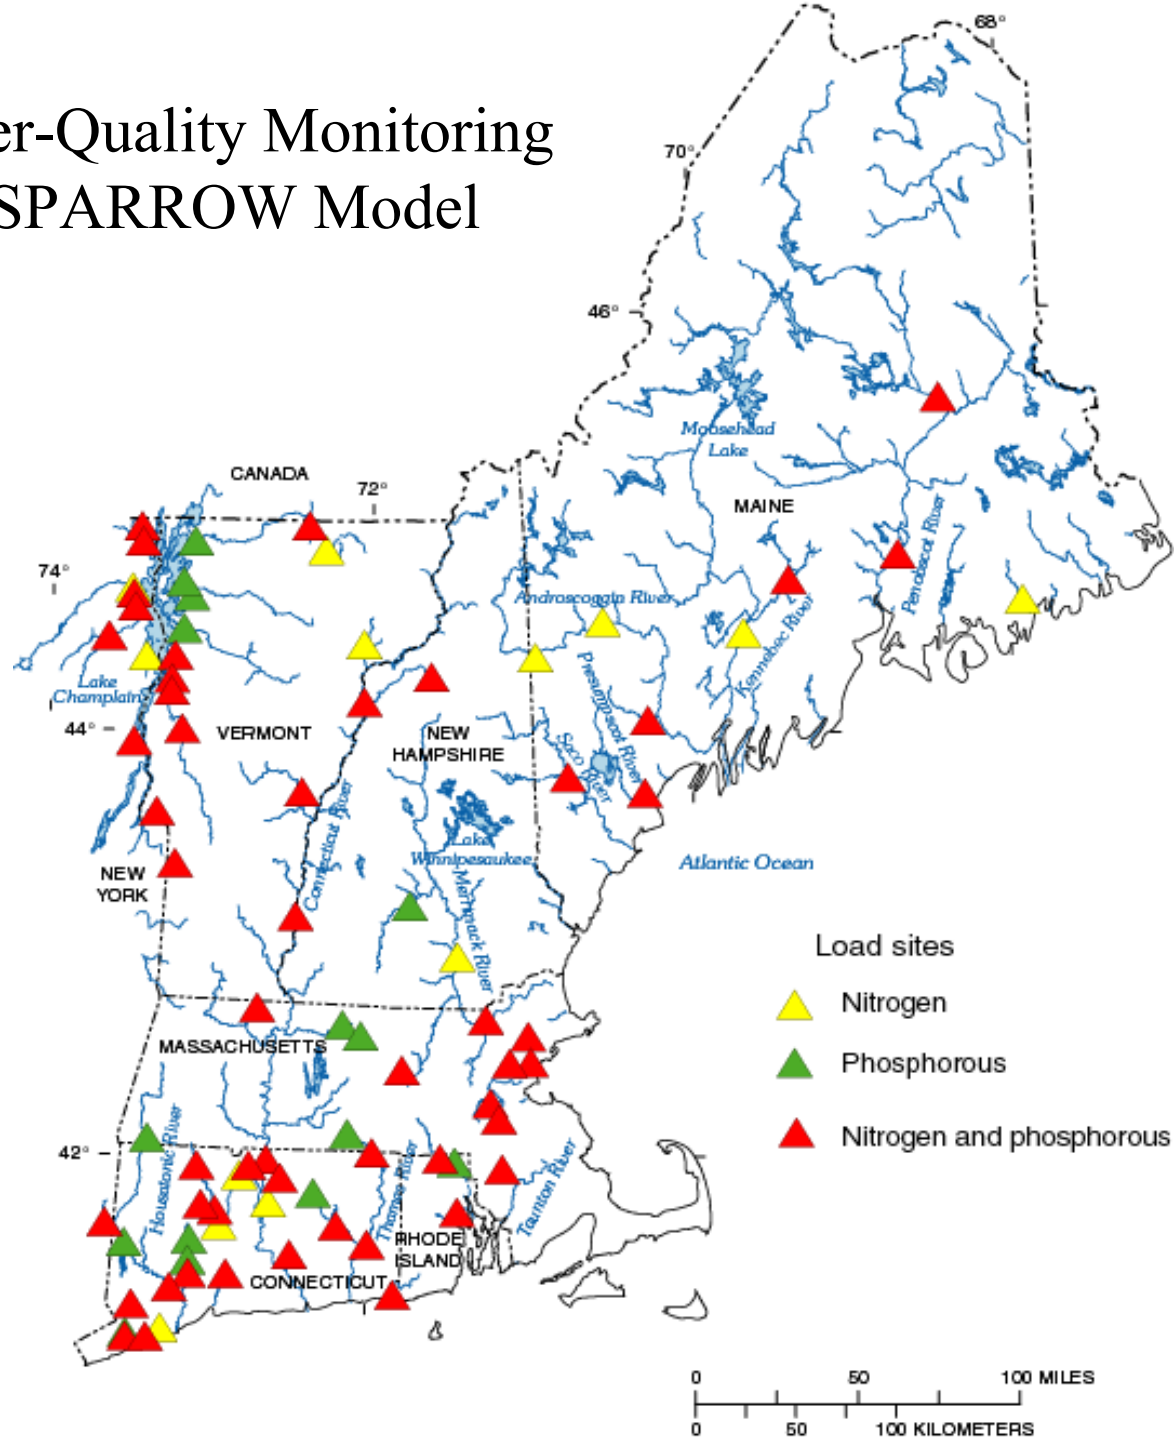 er-Quality Monitoring
SPARROW Model
68°
70°
46°
Moosehead
Lake
CANADA
72°
MAINE
74°
Penobscot River
Androscoggin River
Kennebec River
Presumpscot River
Lake
Champlain
44°
VERMONT
NEW
HAMPSHIRE
Saco River
Connecticut River
Lake
Winnipesaukee
Atlantic Ocean
NEW
YORK
Merrimack River
Load sites
Nitrogen
MASSACHUSETTS
Phosphorous
Nitrogen and phosphorous
42°
Housatonic River
Thames River
Taunton River
RHODE
ISLAND
CONNECTICUT
0 50 100 MILES
0 50 100 KILOMETERS